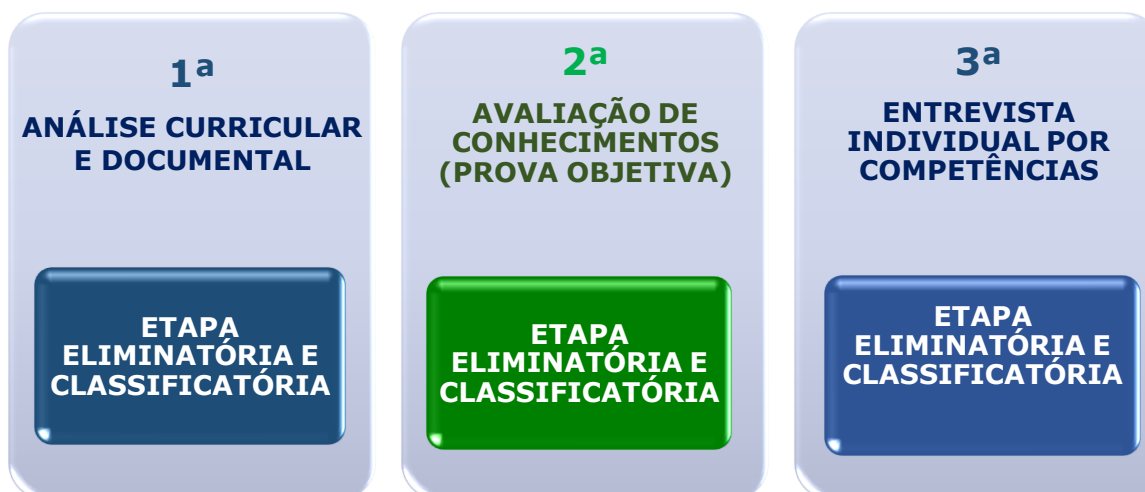 1ª
ANÁLISE CURRICULAR
E DOCUMENTAL
ETAPA
ELIMINATÓRIA E
CLASSIFICATÓRIA
2ª
AVALIAÇÃO DE
CONHECIMENTOS
(PROVA OBJETIVA)
ETAPA
ELIMINATÓRIA E
CLASSIFICATÓRIA
3ª
ENTREVISTA
INDIVIDUAL POR
COMPETÊNCIAS
ETAPA
ELIMINATÓRIA E
CLASSIFICATÓRIA